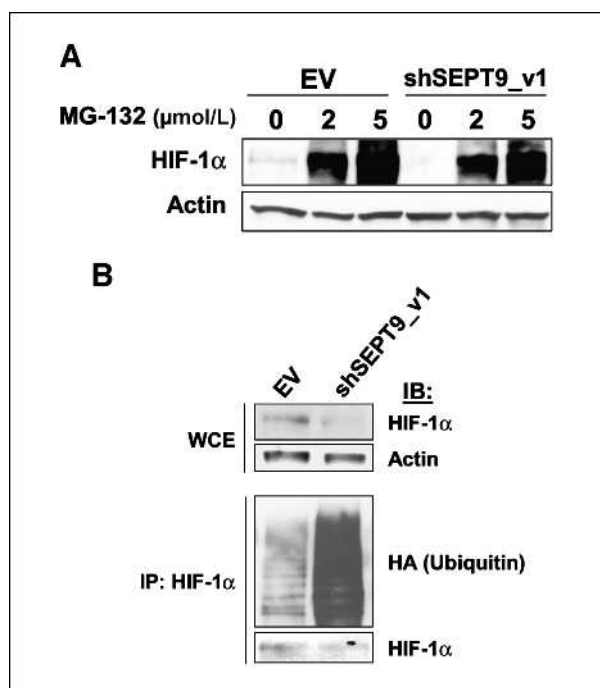 A
EV shSEPT9_v1
MG-132 (µmol/L) 0 2 5 0 2 5
HIF-1α
Actin
B
EV shSEPT9_v1
IB:
HIF-1α
WCE
Actin
HA (Ubiquitin)
IP: HIF-1α
HIF-1α